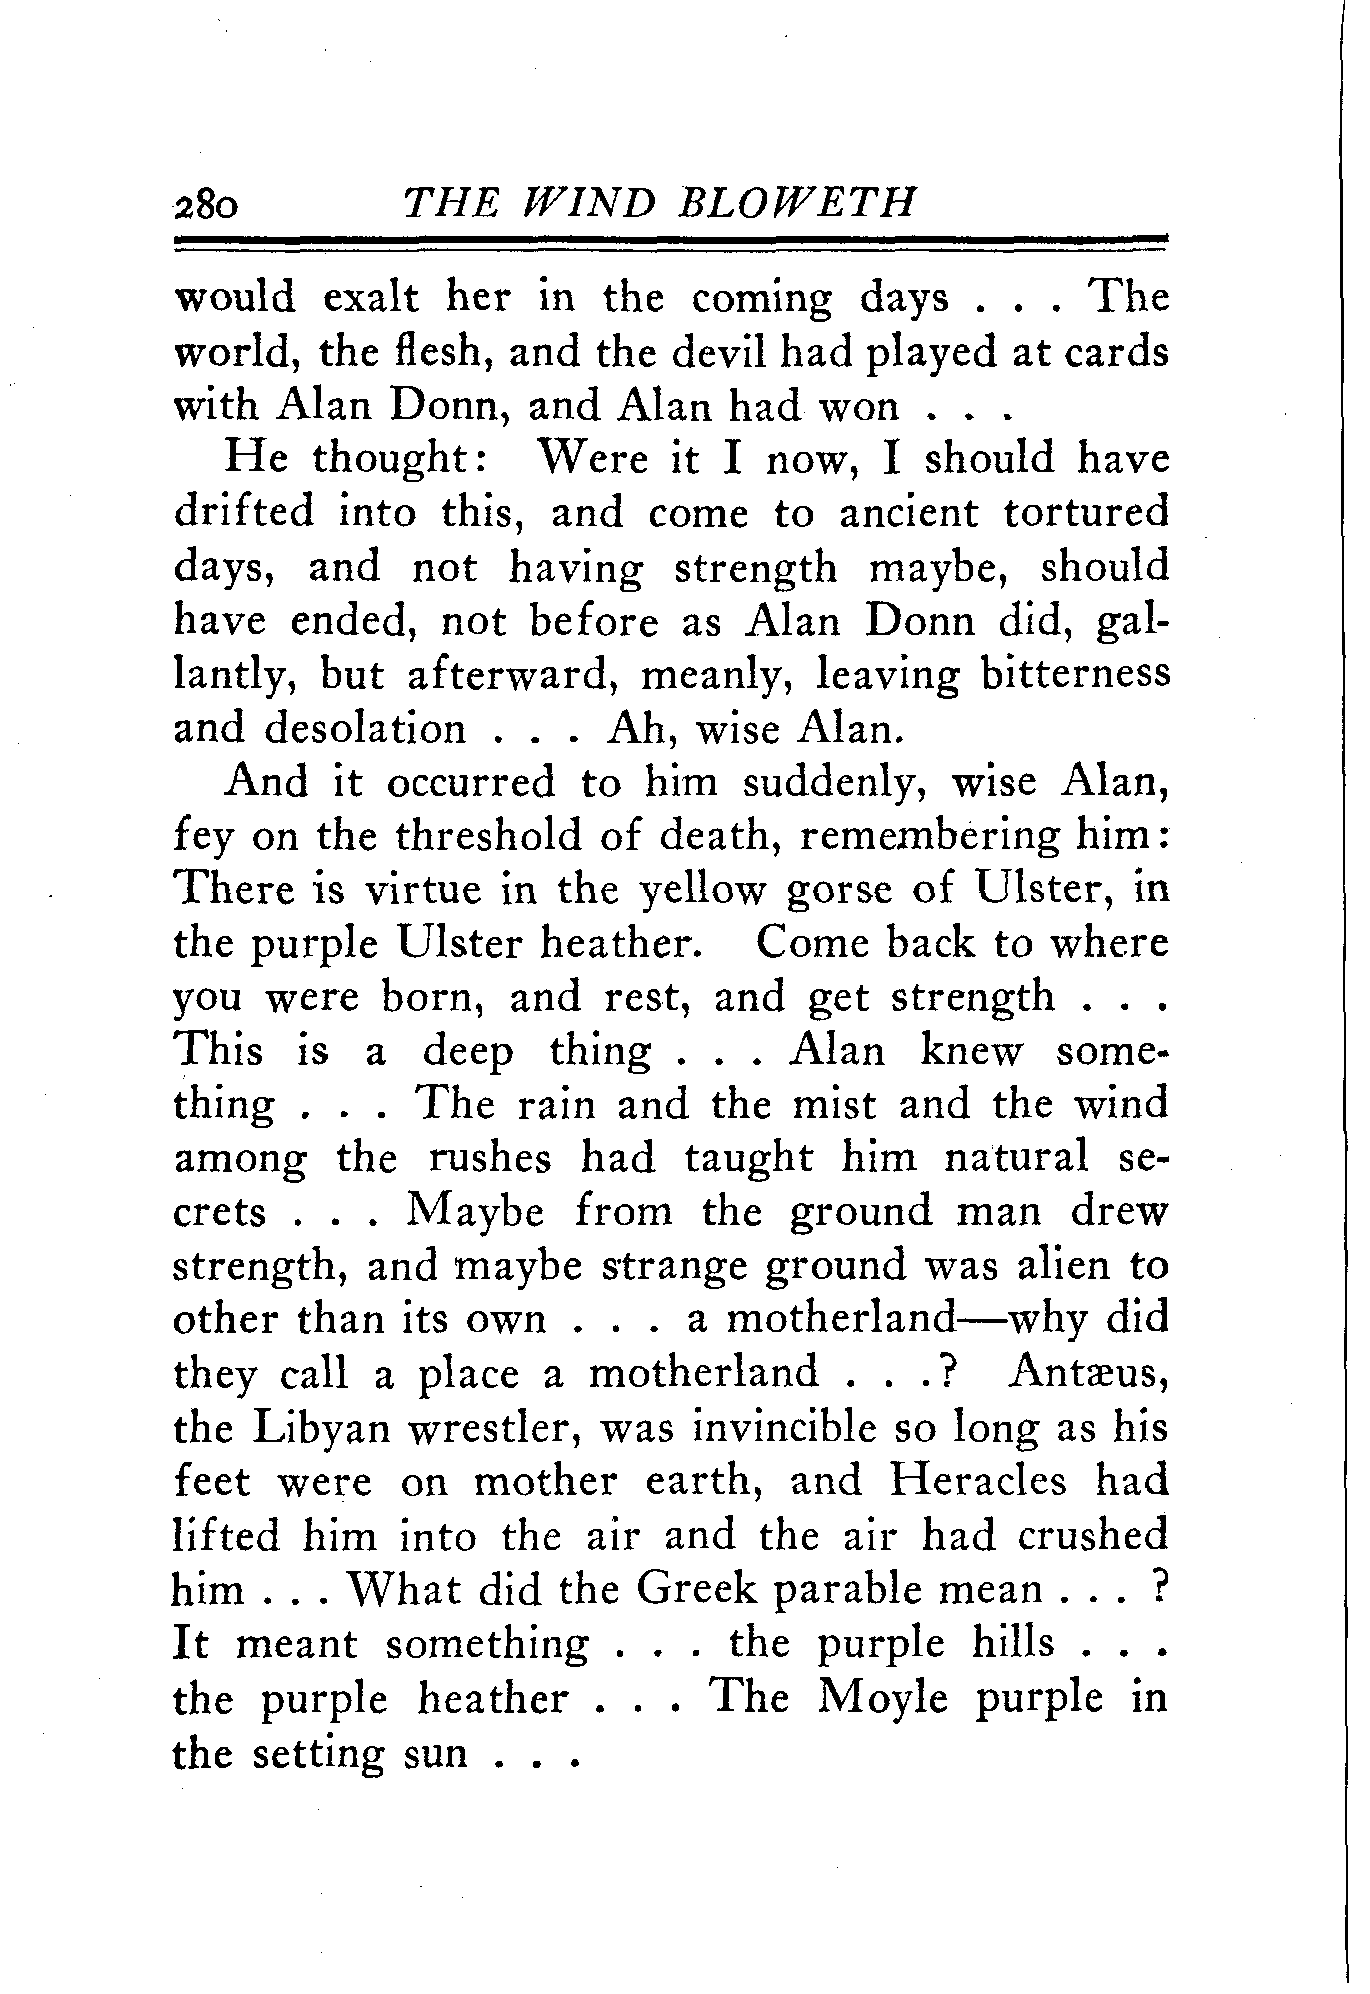 280 THE WIND BLOWETH
would exalt her in the coming days . . . The
world, the flesh, and the devil had played at cards
with Alan Donn, and Alan had won . . .
He thought: Were it I now, I should have
drifted into this, and come to ancient tortured
days, and not having strength maybe, should
have ended, not before as Alan Donn did, gal-
lantly, but afterward, meanly, leaving bitterness
and desolation . . . Ah, wise Alan.
And it occurred to him suddenly, wise Alan,
fey on the threshold of death, remembering him:
There is virtue in the yellow gorse of Ulster, in
the purple Ulster heather. Come back to where
you were born, and rest, and get strength . . .
This is a deep thing . . . Alan knew some-
thing . . . The rain and the mist and the wind
among the rushes had taught him natural se-
crets . . . Maybe from the ground man drew
strength, and maybe strange ground was alien to
other than its own . . . a motherland—why did
they call a place a motherland . . .? Antæus,
the Libyan wrestler, was invincible so long as his
feet were on mother earth, and Heracles had
lifted him into the air and the air had crushed
him . . . What did the Greek parable mean . . . ?
It meant something . . . the purple hills . . .
the purple heather . . . The Moyle purple in
the setting sun . . .